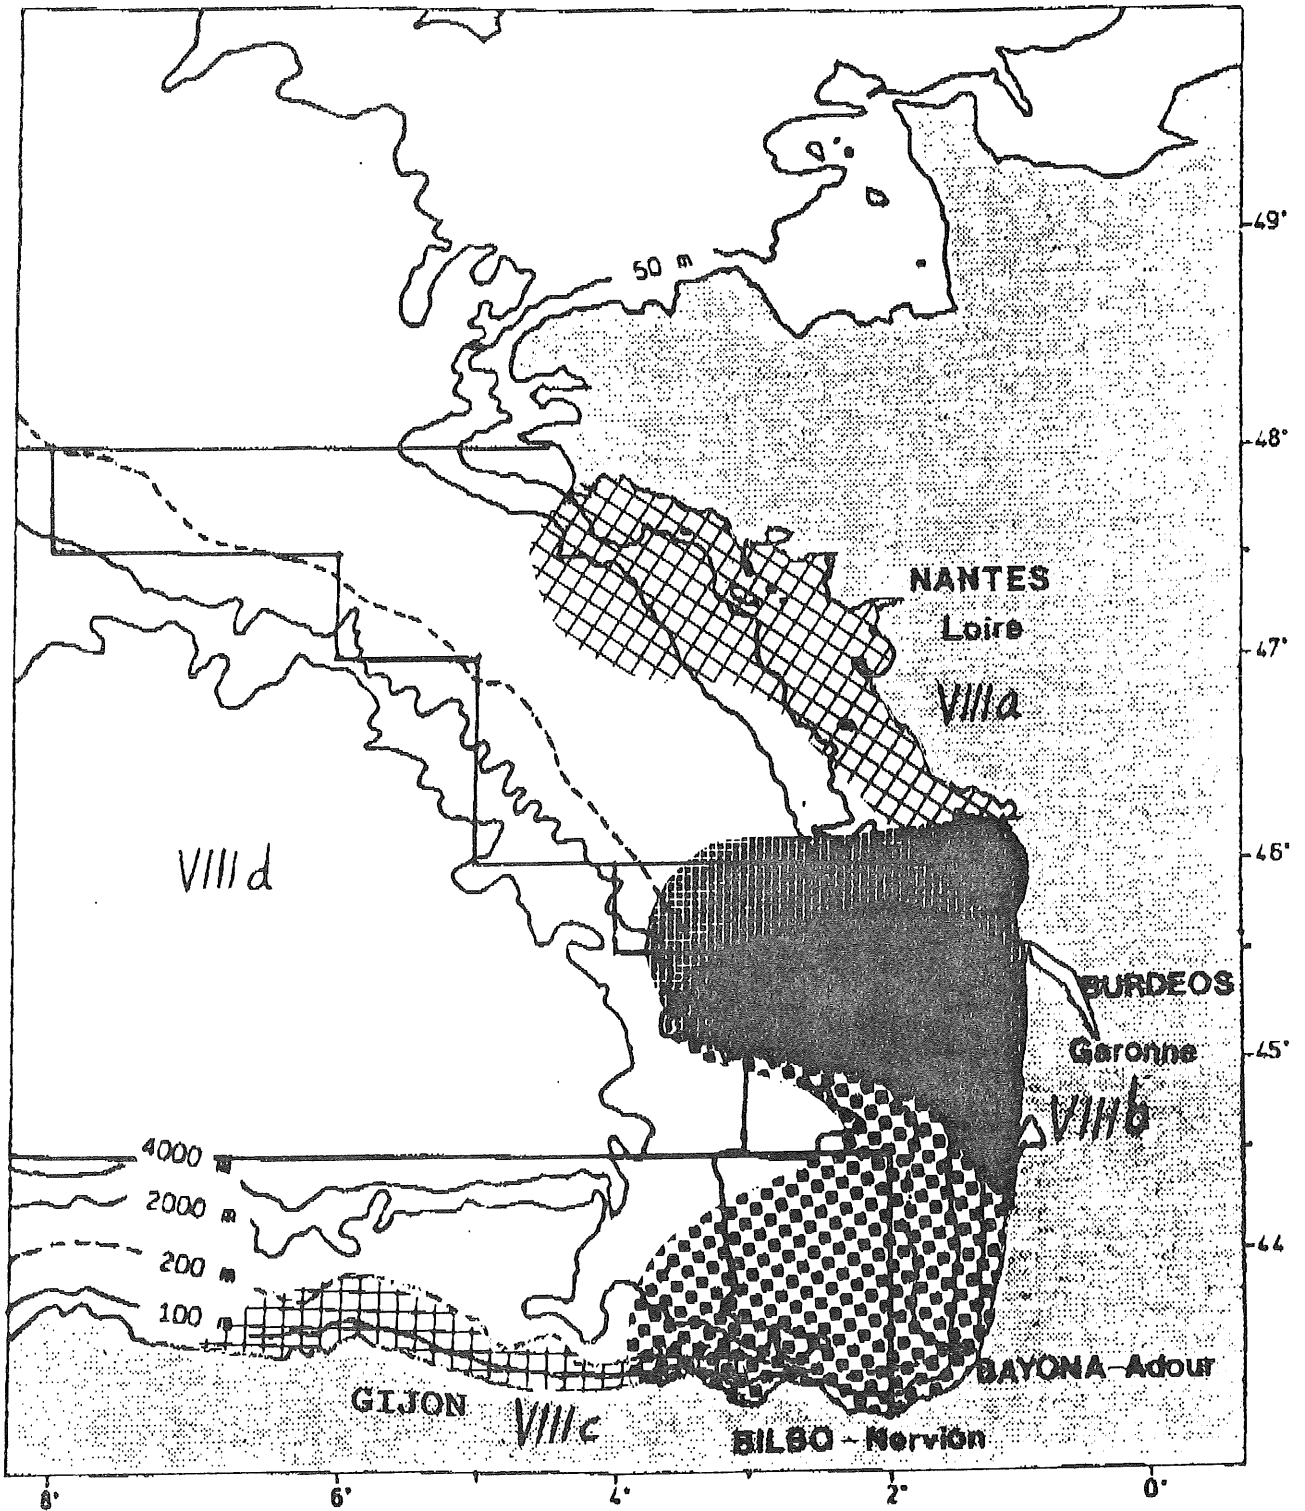 50 m
49°
48°
NANTES
Loire
47°
VIIIa
46°
VIIId
BURDEOS
45°
Garonne
VIIIb
4000 m
2000 m
44
200 m
100 m
BAYONA-Adour
GIJON
VIIIc
BILBO - Nervión
8° 6° 4° 2° 0°